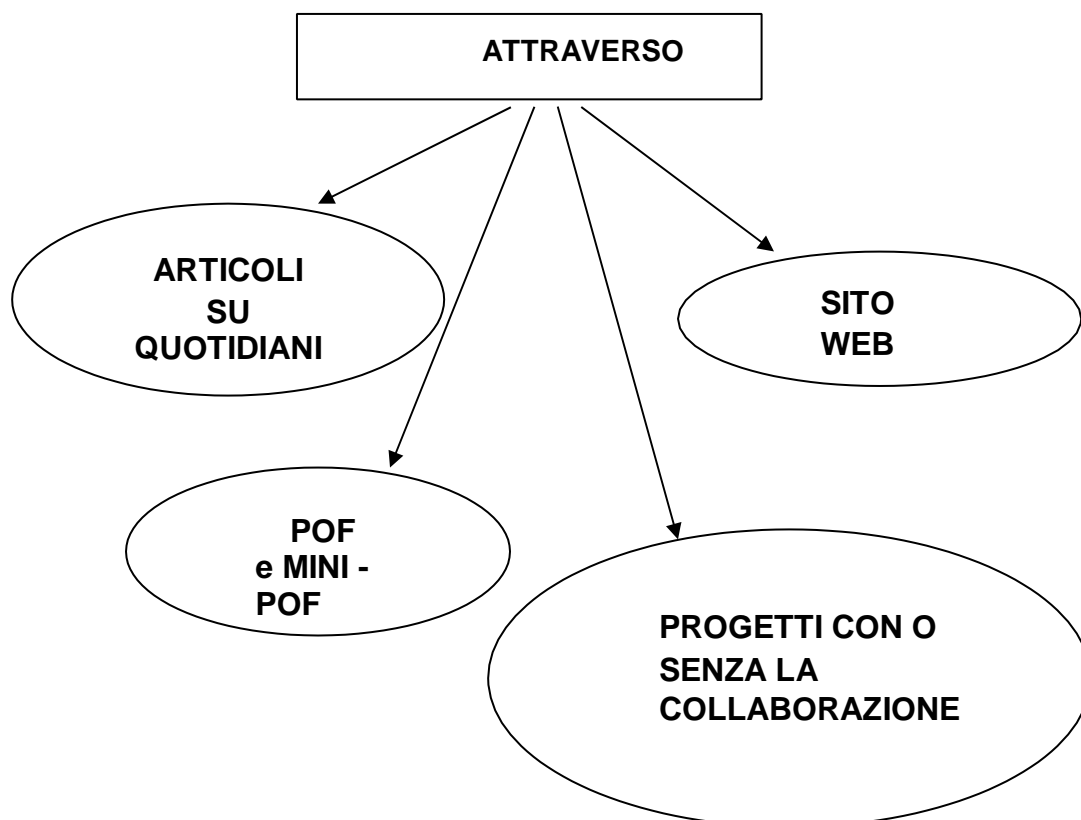 ATTRAVERSO
ARTICOLI
SU
QUOTIDIANI
SITO
WEB
POF
e MINI -
POF
PROGETTI CON O
SENZA LA
COLLABORAZIONE